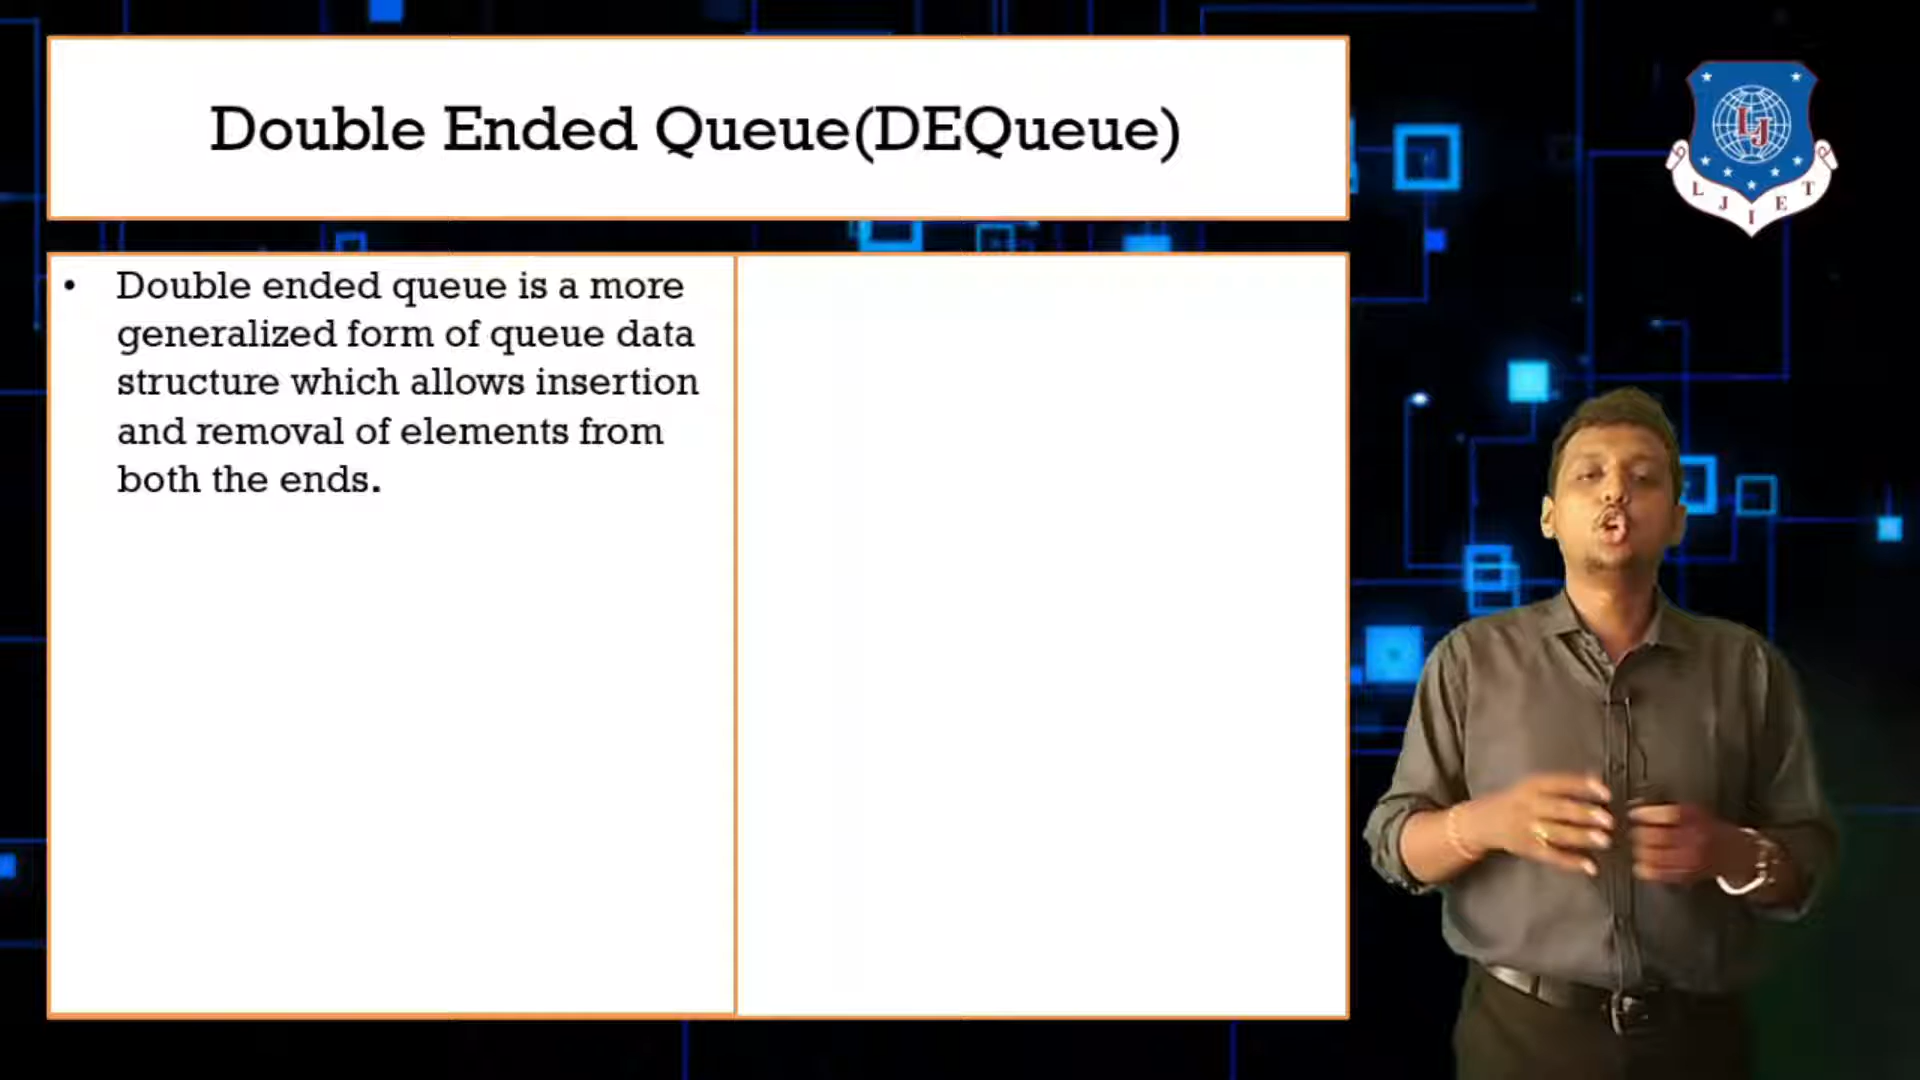 Double Ended Queue(DEQueue)
• Double ended queue is a more
generalized form of queue data
structure which allows insertion
and removal of elements from
both the ends.
LJ
L J I E T